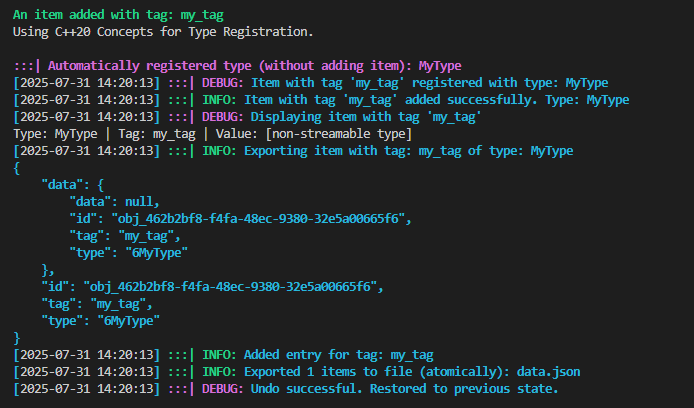 An item added with tag: my_tag
Using C++20 Concepts for Type Registration.
:::| Automatically registered type (without adding item): MyType
[2025-07-31 14:20:13] :::| DEBUG: Item with tag 'my_tag' registered with type: MyType
[2025-07-31 14:20:13] :::| INFO: Item with tag 'my_tag' added successfully. Type: MyType
[2025-07-31 14:20:13] :::| DEBUG: Displaying item with tag 'my_tag'
Type: MyType | Tag: my_tag | Value: [non-streamable type]
[2025-07-31 14:20:13] :::| INFO: Exporting item with tag: my_tag of type: MyType
{
    "data": {
        "data": null,
        "id": "obj_462b2bf8-f4fa-48ec-9380-32e5a00665f6",
        "tag": "my_tag",
        "type": "6MyType"
    },
    "id": "obj_462b2bf8-f4fa-48ec-9380-32e5a00665f6",
    "tag": "my_tag",
    "type": "6MyType"
}
[2025-07-31 14:20:13] :::| INFO: Added entry for tag: my_tag
[2025-07-31 14:20:13] :::| INFO: Exported 1 items to file (atomically): data.json
[2025-07-31 14:20:13] :::| DEBUG: Undo successful. Restored to previous state.